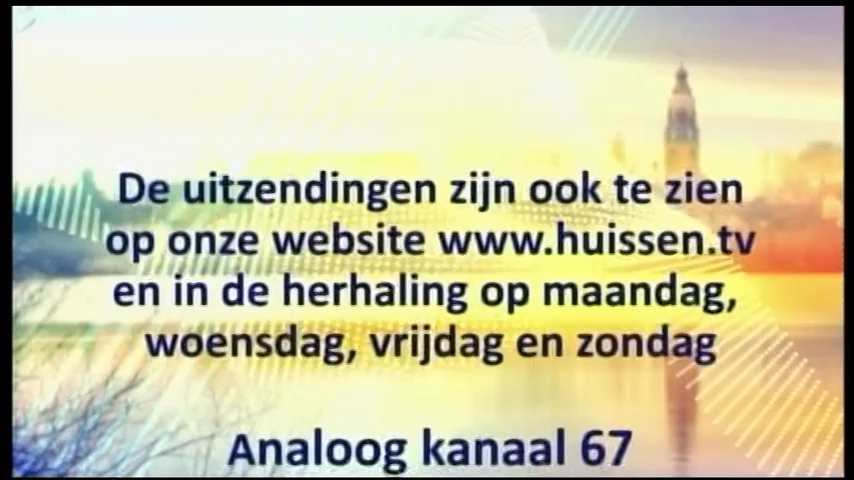 De uitzendingen zijn ook te zien
op onze website www.huissen.tv
en in de herhaling op maandag,
woensdag, vrijdag en zondag
Analoog kanaal 67